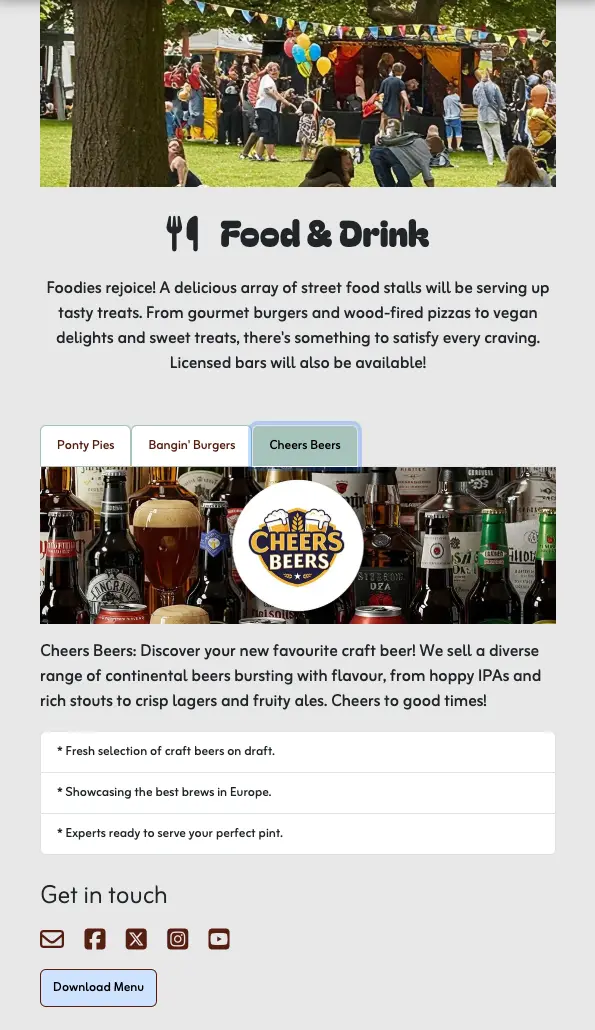 Food & Drink
Foodies rejoice! A delicious array of street food stalls will be serving up
tasty treats. From gourmet burgers and wood-fired pizzas to vegan
delights and sweet treats, there's something to satisfy every craving.
Licensed bars will also be available!
Ponty Pies
Bangin' Burgers
Cheers Beers
CHEERS
BEERS
Cheers Beers: Discover your new favourite craft beer! We sell a diverse
range of continental beers bursting with flavour, from hoppy IPAs and
rich stouts to crisp lagers and fruity ales. Cheers to good times!
* Fresh selection of craft beers on draft.
* Showcasing the best brews in Europe.
* Experts ready to serve your perfect pint.
Get in touch
Download Menu